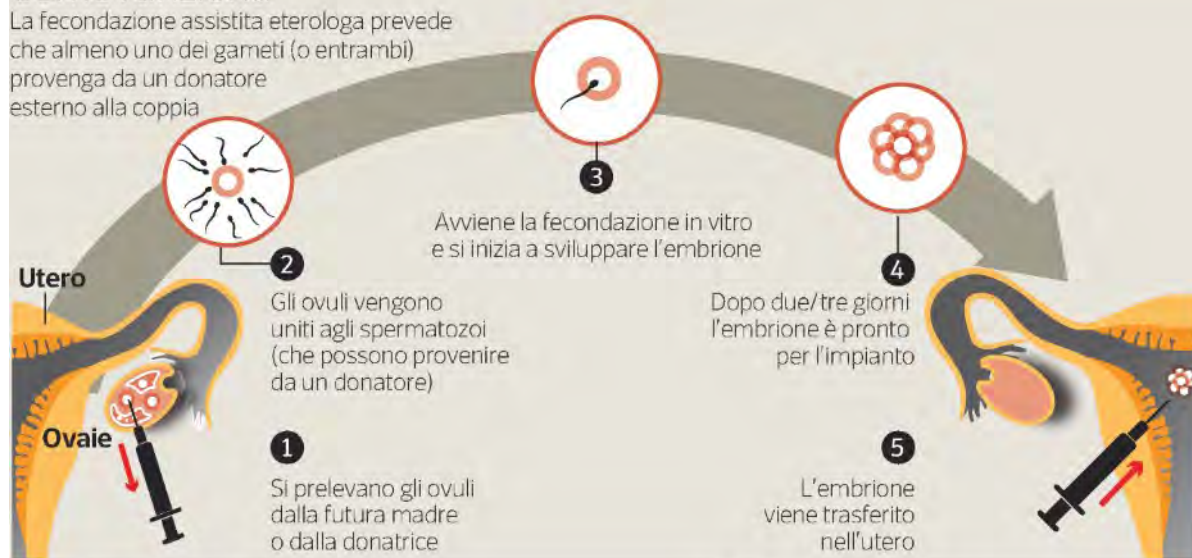 La fecondazione assistita eterologa prevede
che almeno uno dei gameti (o entrambi)
provenga da un donatore
esterno alla coppia
Utero
Ovaie
1
Si prelevano gli ovuli
dalla futura madre
o dalla donatrice
2
Gli ovuli vengono
uniti agli spermatozoi
(che possono provenire
da un donatore)
3
Avviene la fecondazione in vitro
e si inizia a sviluppare l'embrione
4
Dopo due/tre giorni
l'embrione è pronto
per l'impianto
5
L'embrione
viene trasferito
nell'utero